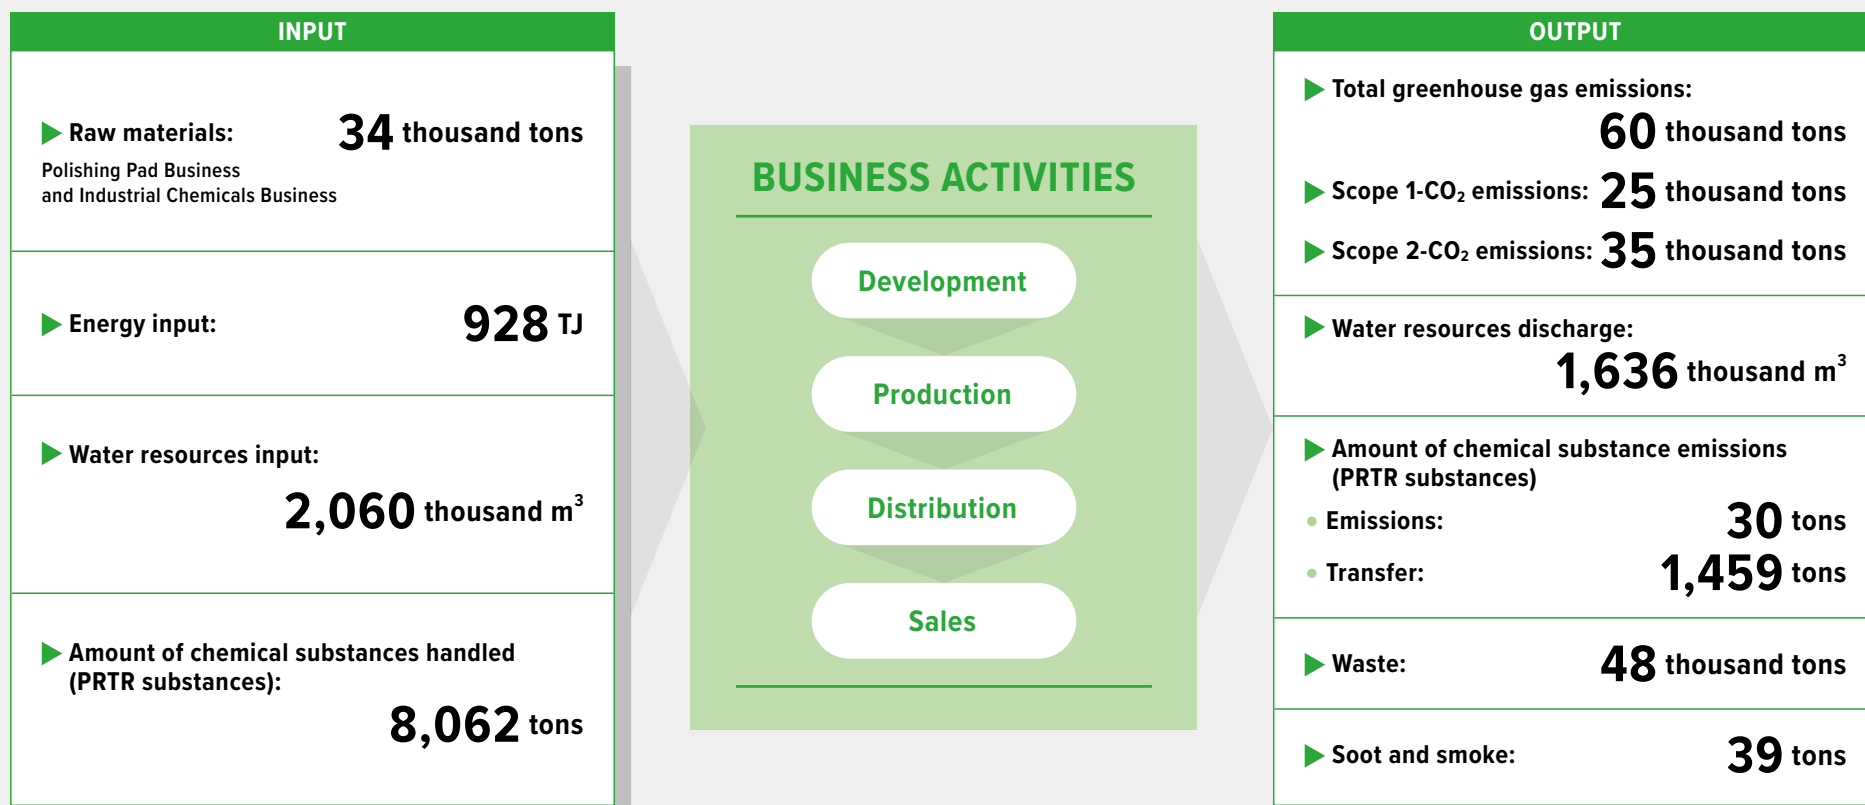 INPUT
Raw materials: 34 thousand tons
Polishing Pad Business
and Industrial Chemicals Business
Energy input: 928 TJ
Water resources input:
2,060 thousand m³
Amount of chemical substances handled
(PRTR substances):
8,062 tons
BUSINESS ACTIVITIES
Development
Production
Distribution
Sales
OUTPUT
Total greenhouse gas emissions:
60 thousand tons
Scope 1-CO₂ emissions: 25 thousand tons
Scope 2-CO₂ emissions: 35 thousand tons
Water resources discharge:
1,636 thousand m³
Amount of chemical substance emissions
(PRTR substances)
• Emissions: 30 tons
• Transfer: 1,459 tons
Waste: 48 thousand tons
Soot and smoke: 39 tons